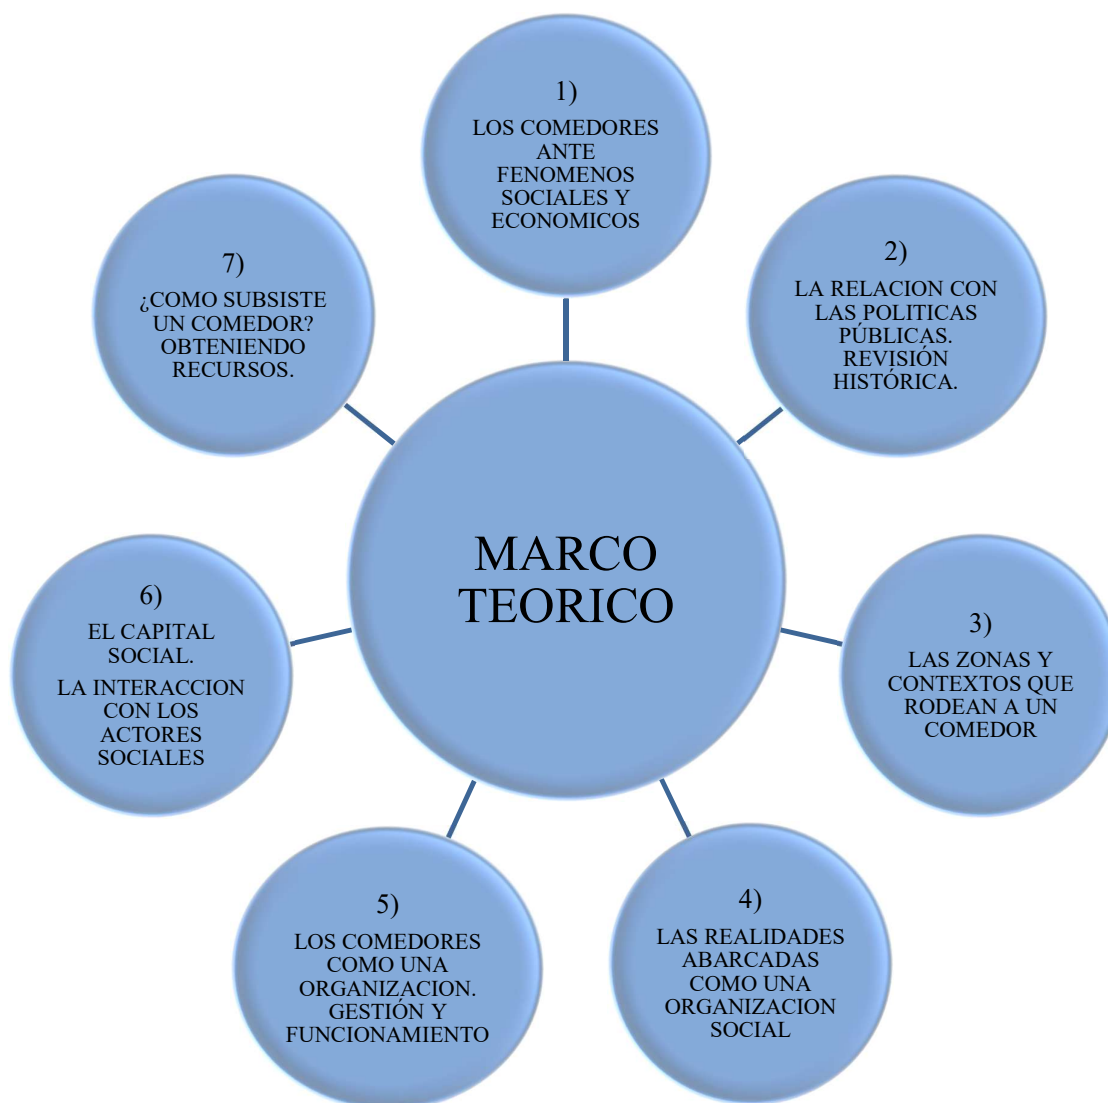 1)
LOS COMEDORES
ANTE
FENOMENOS
SOCIALES Y
ECONOMICOS
2)
LA RELACION CON
LAS POLITICAS
PÚBLICAS.
REVISIÓN
HISTÓRICA.
3)
LAS ZONAS Y
CONTEXTOS QUE
RODEAN A UN
COMEDOR
4)
LAS REALIDADES
ABARCADAS
COMO UNA
ORGANIZACION
SOCIAL
5)
LOS COMEDORES
COMO UNA
ORGANIZACION.
GESTIÓN Y
FUNCIONAMIENTO
6)
EL CAPITAL
SOCIAL.
LA INTERACCION
CON LOS
ACTORES
SOCIALES
7)
¿COMO SUBSISTE
UN COMEDOR?
OBTENIENDO
RECURSOS.
MARCO
TEORICO